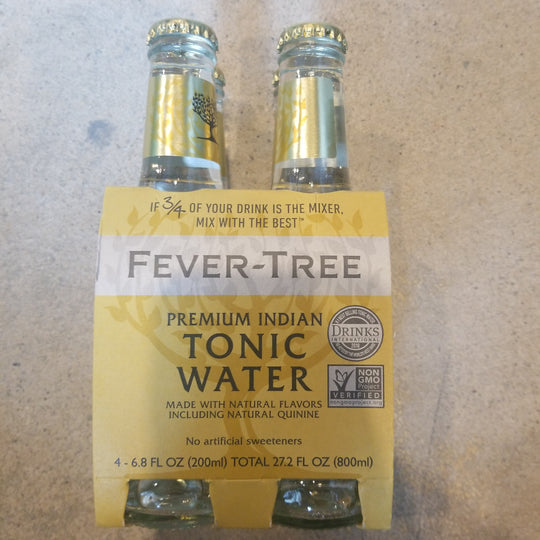 IF 3/4 OF YOUR DRINK IS THE MIXER,
MIX WITH THE BEST™
FEVER-TREE
PREMIUM INDIAN
TONIC
WATER
MADE WITH NATURAL FLAVORS
INCLUDING NATURAL QUININE
No artificial sweeteners
4 - 6.8 FL OZ (200ml) TOTAL 27.2 FL OZ (800ml)
DRINKS
INTERNATIONAL
NON
GMO
Project
VERIFIED
nongmoproject.org